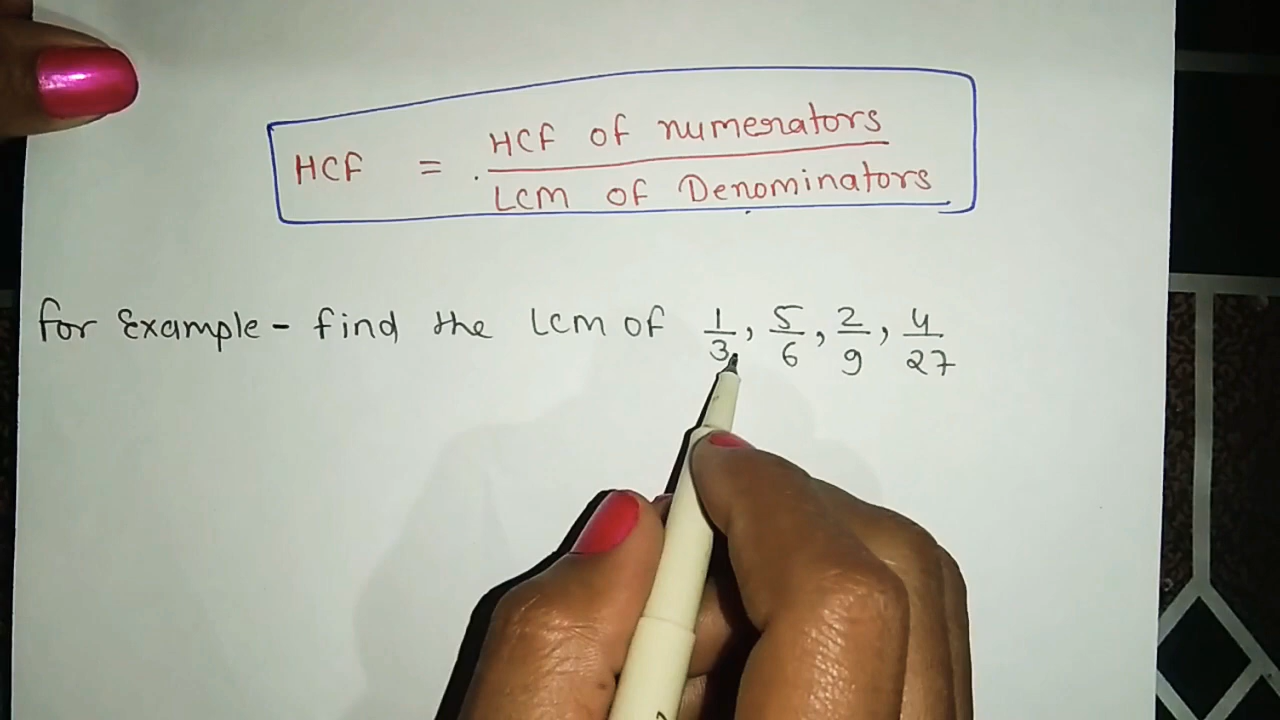 HCF = HCF of numerators
LCM of Denominators
for Example - find the LCM of 1/3, 5/6, 2/9, 4/27